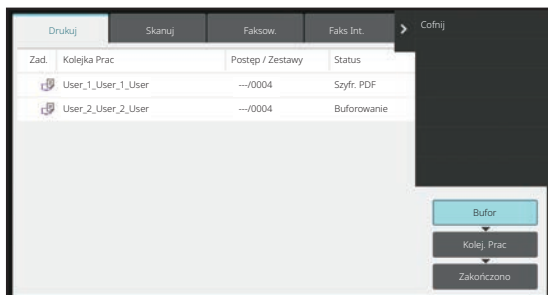 Drukuj Skanuj Faksow. Faks Int. Cofnij
Zad. Kolejka Prac Postęp / Zestawy Status
User_1_User_1_User ---/0004 Szyfr. PDF
User_2_User_2_User ---/0004 Buforowanie
Bufor
Kolej. Prac
Zakończono